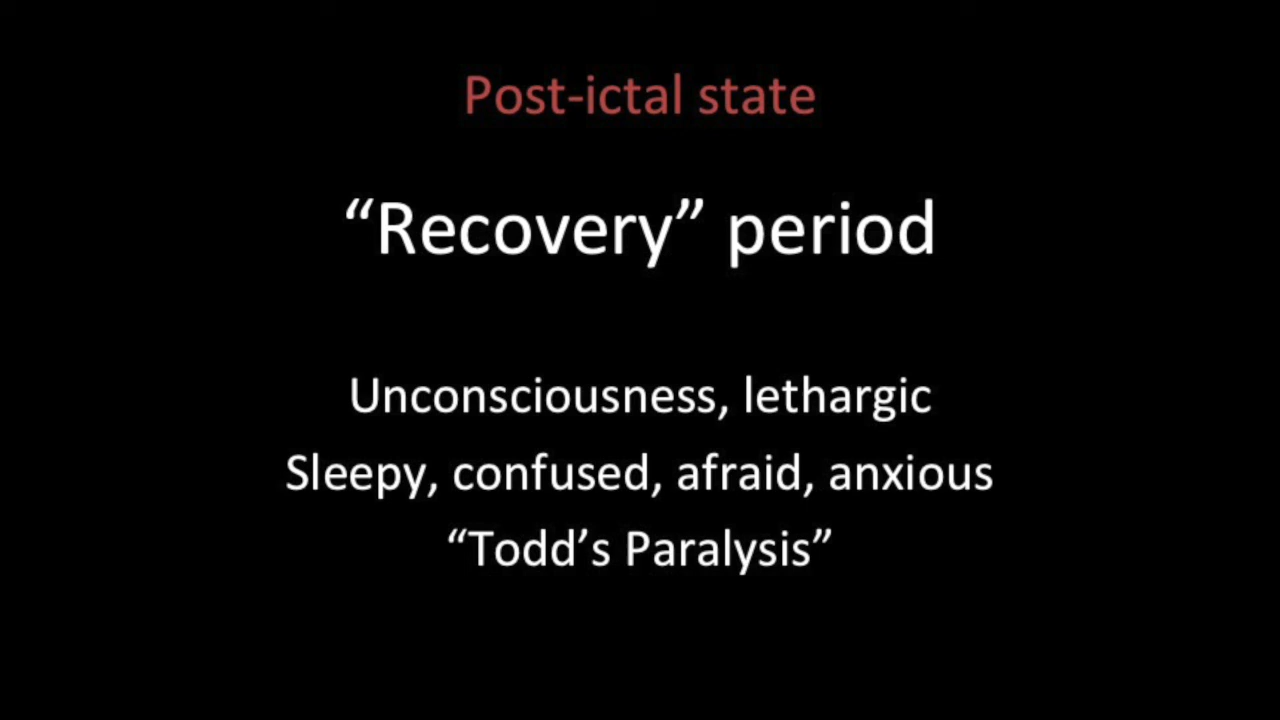 Post-ictal state
“Recovery” period
Unconsciousness, lethargic
Sleepy, confused, afraid, anxious
“Todd’s Paralysis”